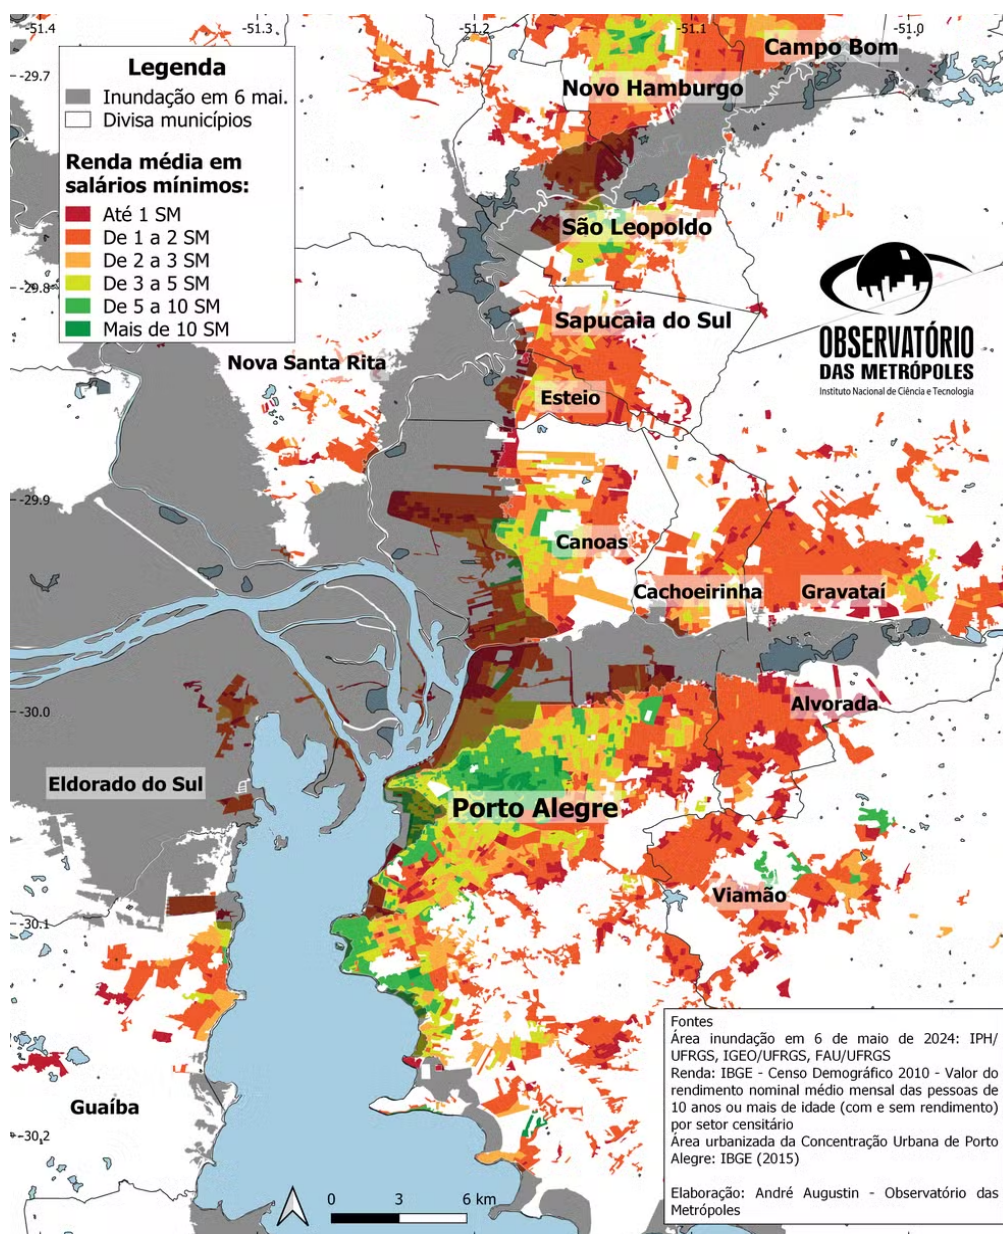 -51.4
-51.3
-51.2
-51.1
-51.0
-29.7
-29.8
-29.9
-30.0
-30.1
-30.2
Legenda
Inundação em 6 mai.
Divisa municípios
Renda média em
salários mínimos:
Até 1 SM
De 1 a 2 SM
De 2 a 3 SM
De 3 a 5 SM
De 5 a 10 SM
Mais de 10 SM
Campo Bom
Novo Hamburgo
São Leopoldo
Sapucaia do Sul
OBSERVATÓRIO
DAS METRÓPOLES
Instituto Nacional de Ciência e Tecnologia
Nova Santa Rita
Esteio
Canoas
Cachoeirinha
Gravataí
Alvorada
Eldorado do Sul
Porto Alegre
Viamão
Guaíba
0 3 6 km
Fontes
Área inundação em 6 de maio de 2024: IPH/
UFRGS, IGEO/UFRGS, FAU/UFRGS
Renda: IBGE - Censo Demográfico 2010 - Valor do
rendimento nominal médio mensal das pessoas de
10 anos ou mais de idade (com e sem rendimento)
por setor censitário
Área urbanizada da Concentração Urbana de Porto
Alegre: IBGE (2015)
Elaboração: André Augustin - Observatório das
Metrópoles